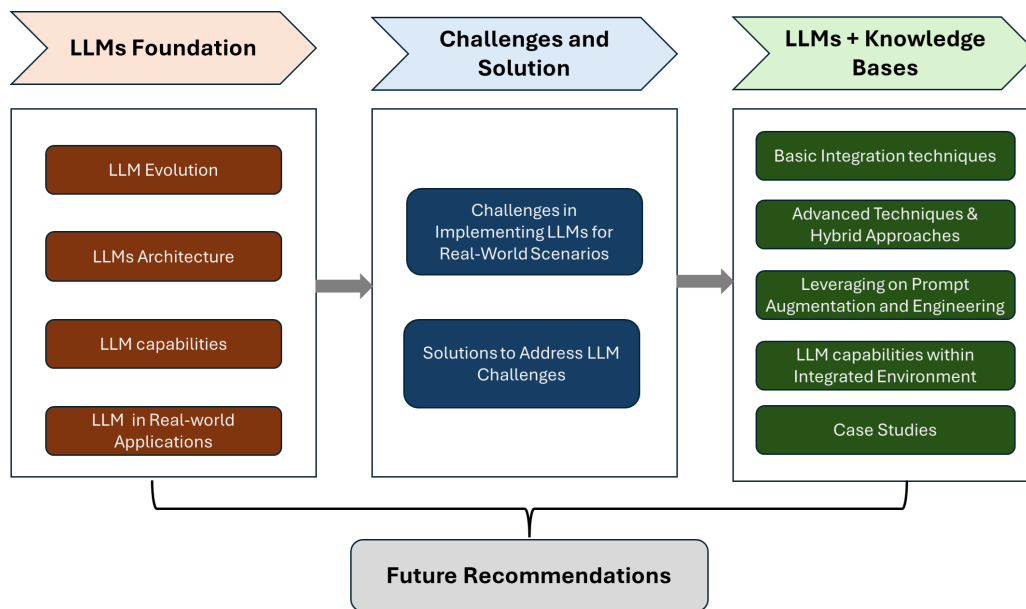 LLMs Foundation
Challenges and
Solution
LLMs + Knowledge
Bases
LLM Evolution
LLMs Architecture
LLM capabilities
LLM in Real-world
Applications
Challenges in
Implementing LLMs for
Real-World Scenarios
Solutions to Address LLM
Challenges
Basic Integration techniques
Advanced Techniques &
Hybrid Approaches
Leveraging on Prompt
Augmentation and Engineering
LLM capabilities within
Integrated Environment
Case Studies
Future Recommendations